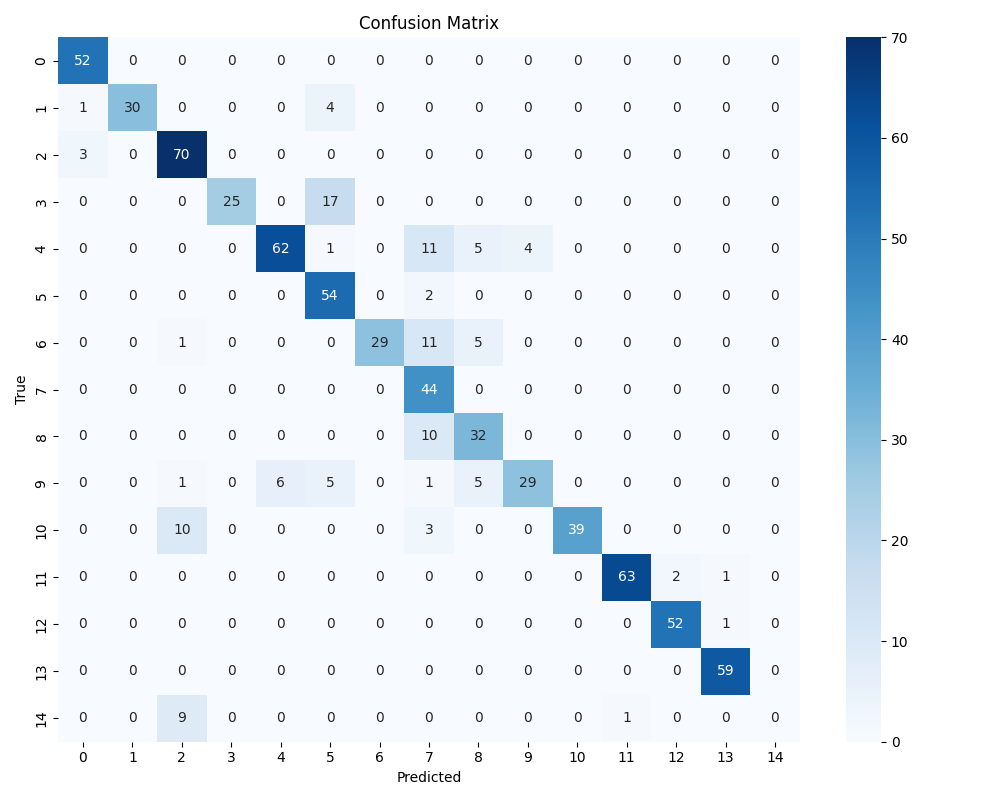 Confusion Matrix
0 52 0 0 0 0 0 0 0 0 0 0 0 0 0 0
1 1 30 0 0 0 4 0 0 0 0 0 0 0 0 0
2 3 0 70 0 0 0 0 0 0 0 0 0 0 0 0
3 0 0 0 25 0 17 0 0 0 0 0 0 0 0 0
4 0 0 0 0 62 1 0 11 5 4 0 0 0 0 0
5 0 0 0 0 0 54 0 2 0 0 0 0 0 0 0
6 0 0 1 0 0 0 29 11 5 0 0 0 0 0 0
7 0 0 0 0 0 0 0 44 0 0 0 0 0 0 0
8 0 0 0 0 0 0 0 10 32 0 0 0 0 0 0
9 0 0 1 0 6 5 0 1 5 29 0 0 0 0 0
10 0 0 10 0 0 0 0 3 0 0 39 0 0 0 0
11 0 0 0 0 0 0 0 0 0 0 0 63 2 1 0
12 0 0 0 0 0 0 0 0 0 0 0 0 52 1 0
13 0 0 0 0 0 0 0 0 0 0 0 0 0 59 0
14 0 0 9 0 0 0 0 0 0 0 0 1 0 0 0
0 1 2 3 4 5 6 7 8 9 10 11 12 13 14
Predicted
True
70
60
50
40
30
20
10
0